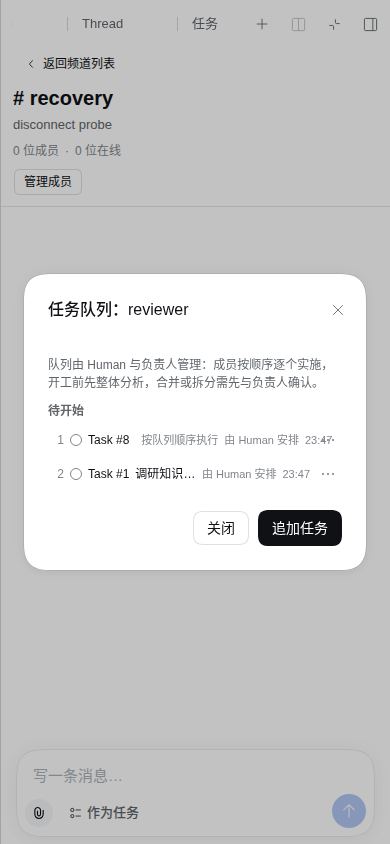 Thread
任务
返回频道列表
# recovery
disconnect probe
0 位成员 · 0 位在线
管理成员
任务队列：reviewer
队列由 Human 与负责人管理：成员按顺序逐个实施，
开工前先整体分析，合并或拆分需先与负责人确认。
待开始
1 Task #8 按队列顺序执行 由 Human 安排 23:47
2 Task #1 调研知识… 由 Human 安排 23:47
关闭 追加任务
写一条消息…
作为任务